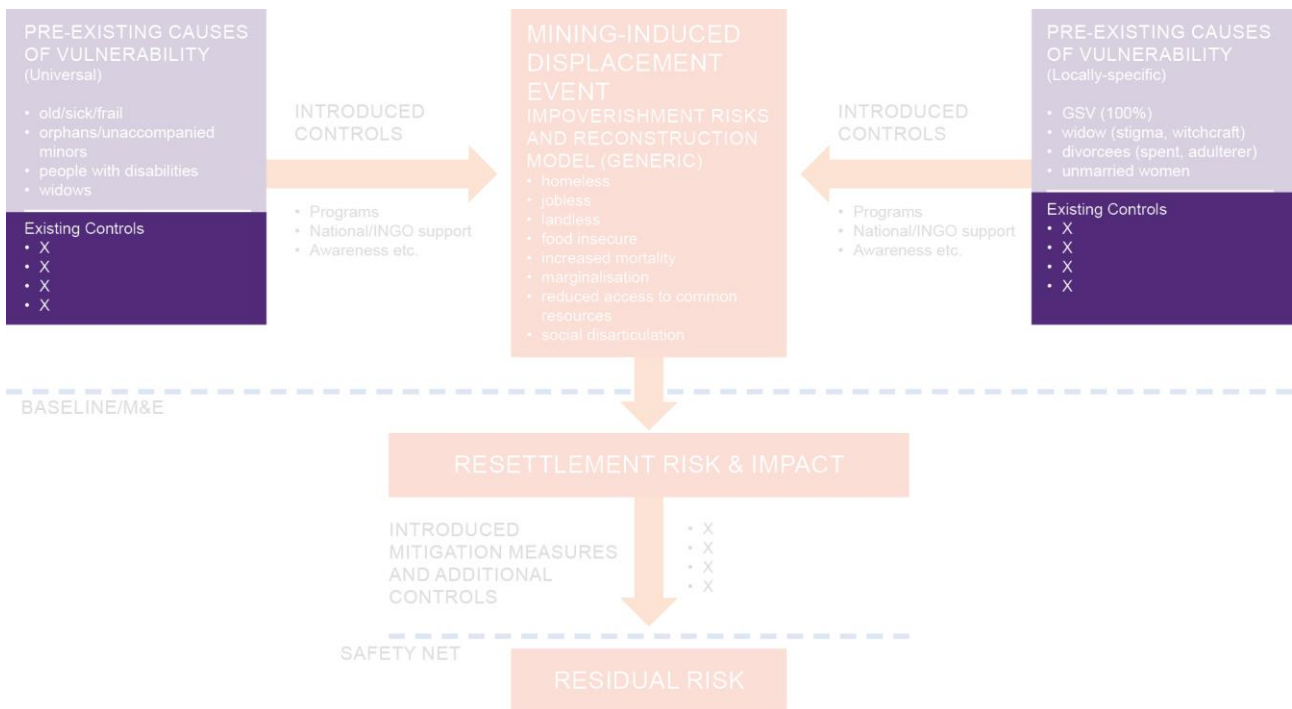 PRE-EXISTING CAUSES
OF VULNERABILITY
(Universal)
• old/sick/frail
• orphans/unaccompanied
minors
• people with disabilities
• widows
Existing Controls
• X
• X
• X
• X
INTRODUCED
CONTROLS
• Programs
• National/INGO support
• Awareness etc.
MINING-INDUCED
DISPLACEMENT
EVENT
IMPOVERISHMENT RISKS
AND RECONSTRUCTION
MODEL (GENERIC)
• homeless
• jobless
• landless
• food insecure
• increased mortality
• marginalisation
• reduced access to common
resources
• social disarticulation
INTRODUCED
CONTROLS
• Programs
• National/INGO support
• Awareness etc.
PRE-EXISTING CAUSES
OF VULNERABILITY
(Locally-specific)
• GSV (100%)
• widow (stigma, witchcraft)
• divorcees (spent, adulterer)
• unmarried women
Existing Controls
• X
• X
• X
• X
BASELINE/M&E
RESETTLEMENT RISK & IMPACT
INTRODUCED
MITIGATION MEASURES
AND ADDITIONAL
CONTROLS
• X
• X
• X
• X
SAFETY NET
RESIDUAL RISK